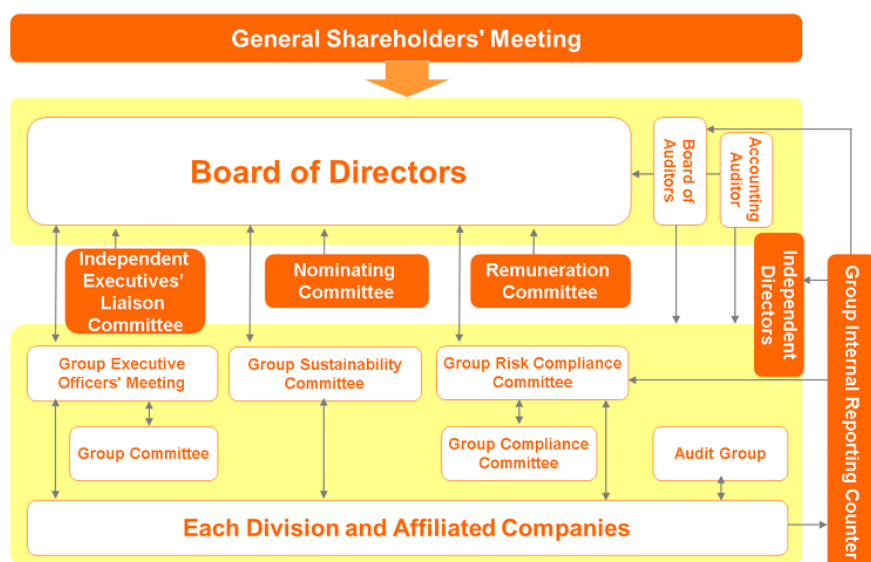 General Shareholders' Meeting
Board of Directors
Board of
Auditors
Accounting
Auditor
Independent
Executives'
Liaison
Committee
Nominating
Committee
Remuneration
Committee
Independent
Directors
Group Internal Reporting Counter
Group Executive
Officers' Meeting
Group Sustainability
Committee
Group Risk Compliance
Committee
Group Committee
Group Compliance
Committee
Audit Group
Each Division and Affiliated Companies